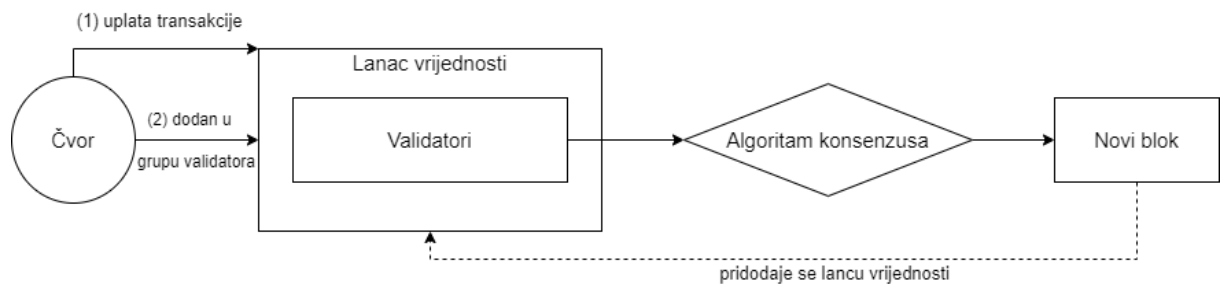 (1) uplata transakcije
Lanac vrijednosti
Čvor
(2) dodan u
grupu validatora
Validatori
Algoritam konsenzusa
Novi blok
pridodaje se lancu vrijednosti